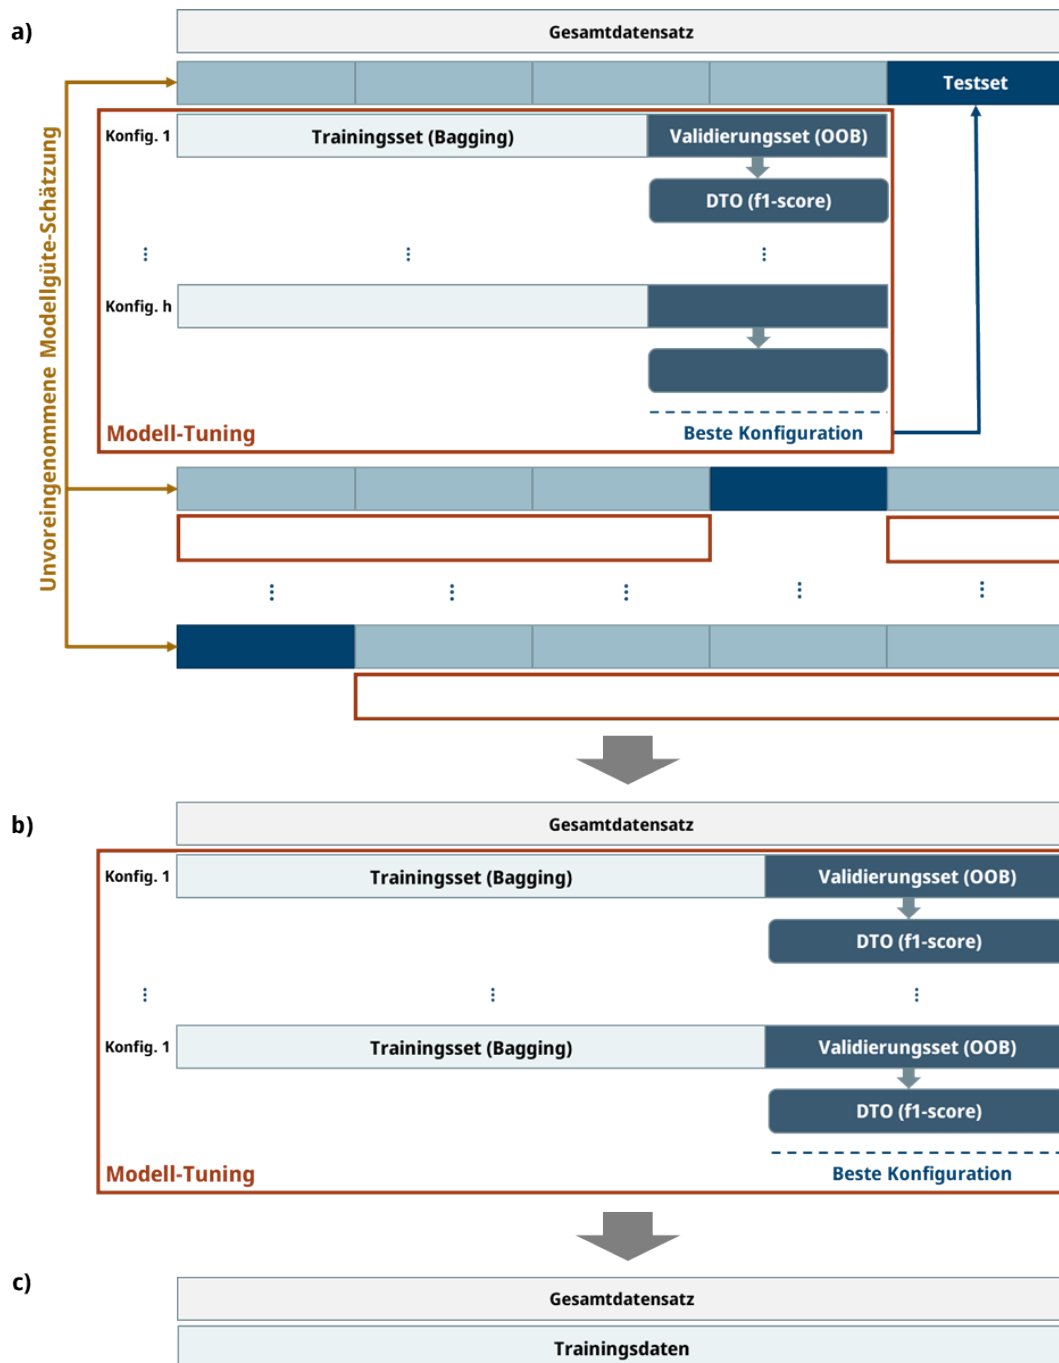 a)
Gesamtdatensatz
Testset
Unvoreingenommene Modellgüte-Schätzung
Konfig. 1
Trainingsset (Bagging)
Validierungsset (OOB)
DTO (f1-score)
Konfig. h
Modell-Tuning
Beste Konfiguration
b)
Gesamtdatensatz
Konfig. 1
Trainingsset (Bagging)
Validierungsset (OOB)
DTO (f1-score)
Konfig. 1
Trainingsset (Bagging)
Validierungsset (OOB)
DTO (f1-score)
Modell-Tuning
Beste Konfiguration
c)
Gesamtdatensatz
Trainingsdaten